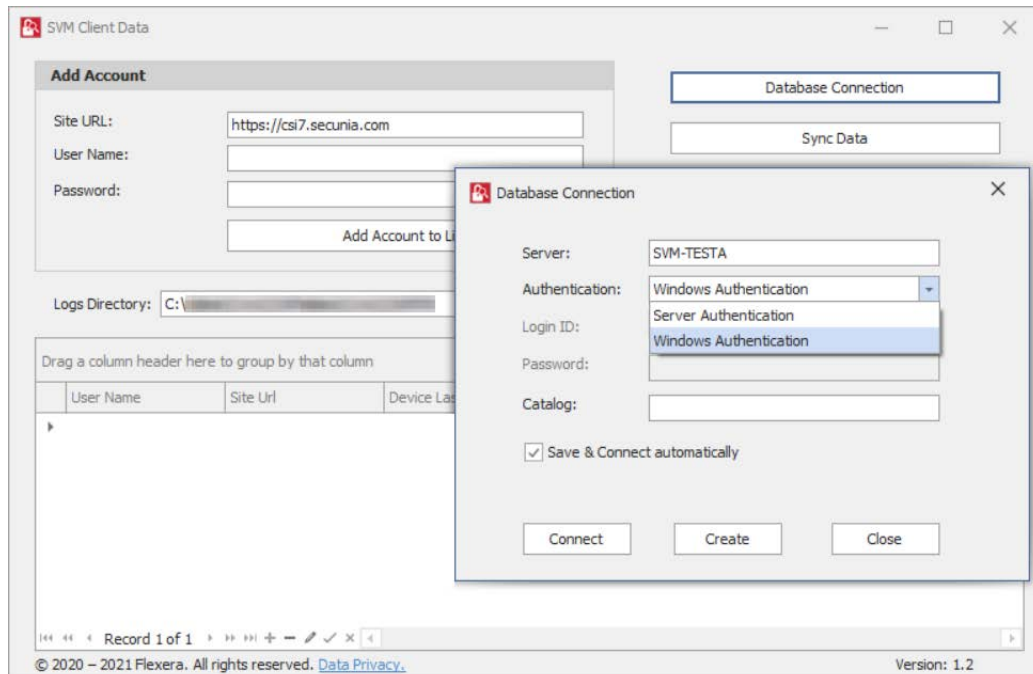 SVM Client Data
Add Account
Site URL:
https://csi7.secunia.com
User Name:
Password:
Add Account to Li
Logs Directory:
C:\
Database Connection
Sync Data
Drag a column header here to group by that column
User Name
Site Url
Device Las
Record 1 of 1
© 2020 – 2021 Flexera. All rights reserved. Data Privacy.
Version: 1.2
Database Connection
Server:
SVM-TESTA
Authentication:
Windows Authentication
Server Authentication
Windows Authentication
Login ID:
Password:
Catalog:
Save & Connect automatically
Connect
Create
Close